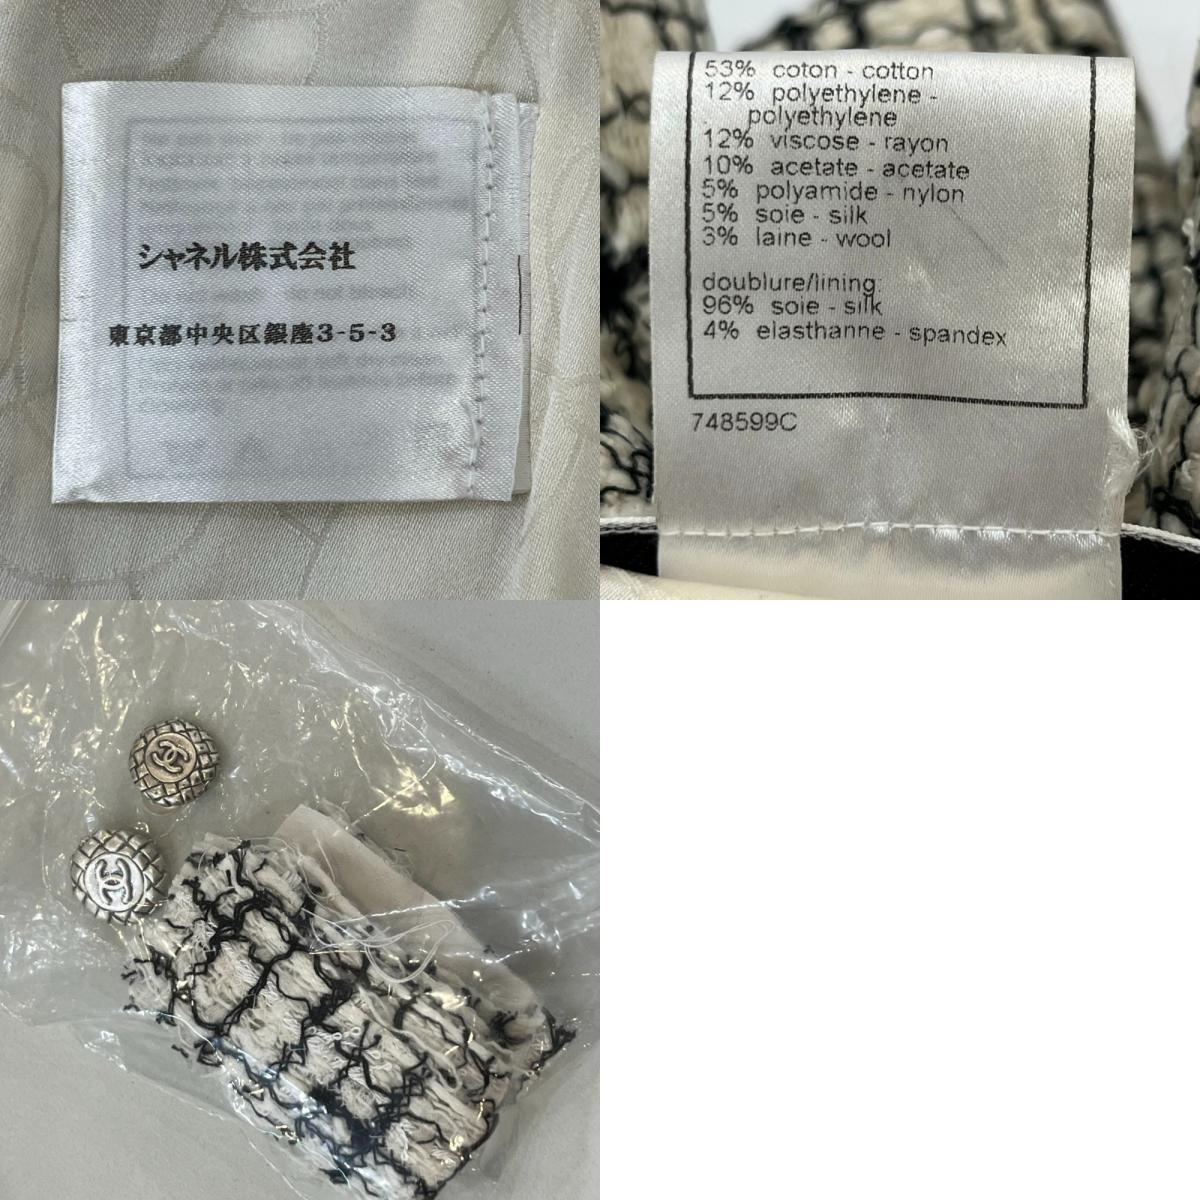 シャネル株式会社
東京都中央区銀座3-5-3
53% coton - cotton
12% polyethylene -
polyethylene
12% viscose - rayon
10% acetate - acetate
5% polyamide - nylon
5% soie - silk
3% laine - wool
doublure/lining:
96% soie - silk
4% elasthanne - spandex
748599C